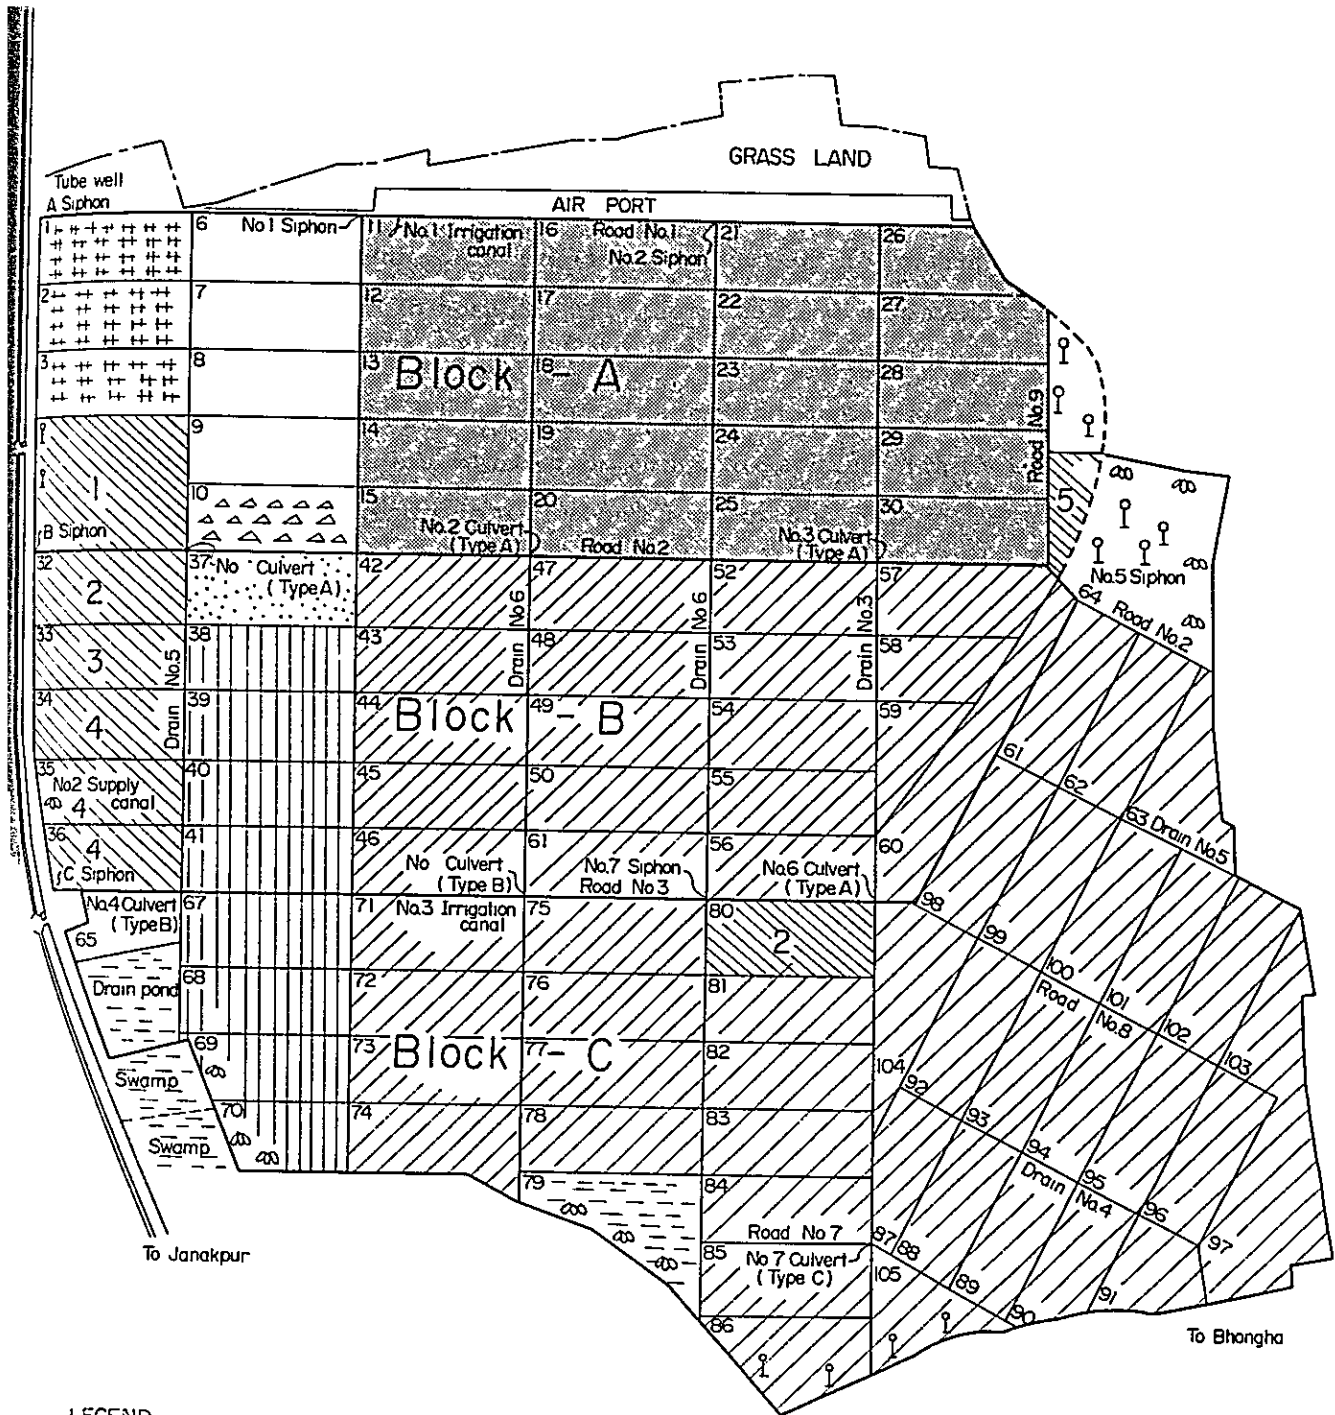 GRASS LAND
Tube well
A Siphon
AIR PORT
1
6
No.1 Siphon
11
No.1 Irrigation
canal
16
Road No.1
No.2 Siphon
21
26
2
7
12
17
22
27
3
8
13
Block - A
18
23
28
Road No.9
9
14
19
24
29
1
10
15
20
25
30
5
B Siphon
No.2 Culvert
(Type A)
Road No.2
No.3 Culvert
(Type A)
32
37
No Culvert
(Type A)
42
47
52
57
No.5 Siphon
2
Drain No6
Drain No.6
Drain No.3
64
Road No.2
33
38
43
48
53
58
3
Drain No.5
34
39
44
Block - B
49
54
59
4
61
35
40
45
50
55
62
No.2 Supply
canal
4
63
Drain No.5
36
41
46
61
56
60
4
C Siphon
No Culvert
(Type B)
No.7 Siphon
Road No 3
No.6 Culvert
(Type A)
98
No.4 Culvert
(Type B)
67
71
No.3 Irrigation
canal
75
80
99
65
2
100
Road No.8
101
102
103
68
72
76
81
Drain pond
69
73
Block - C
77
82
104
92
Swamp
70
74
78
83
93
94
Drain No.4
95
96
97
Swamp
79
84
Road No 7
87
88
To Janakpur
85
No 7 Culvert
(Type C)
105
89
90
91
86
To Bhongha
LEGEND